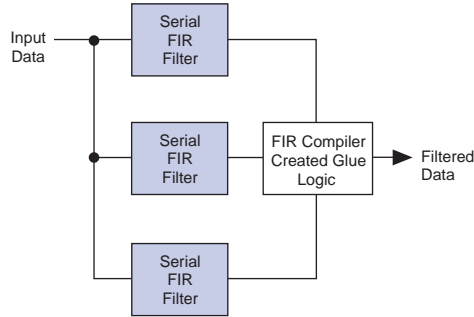 Input
Data
Serial
FIR
Filter
Serial
FIR
Filter
FIR Compiler
Created Glue
Logic
Filtered
Data
Serial
FIR
Filter